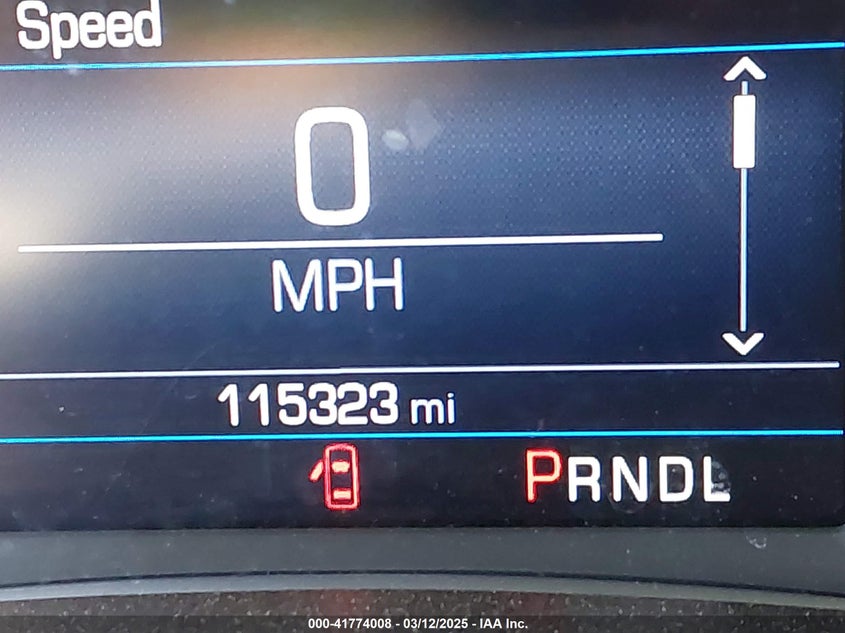 Speed
0
MPH
115323 mi
PRNDL
000-41774008 - 03/12/2025 - IAA Inc.